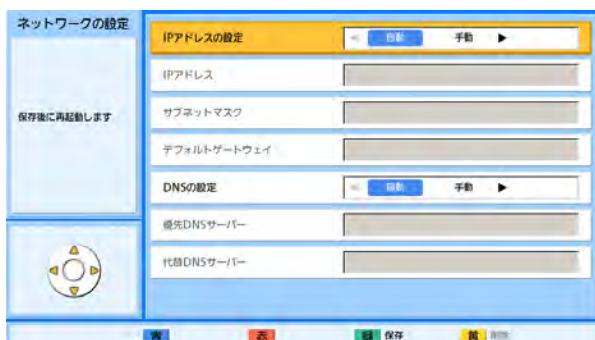 ネットワークの設定
保存後に再起動します
IPアドレスの設定
自動 手動
IPアドレス
サブネットマスク
デフォルトゲートウェイ
DNSの設定
自動 手動
優先DNSサーバー
代替DNSサーバー
青 赤 緑 保存 黄 削除